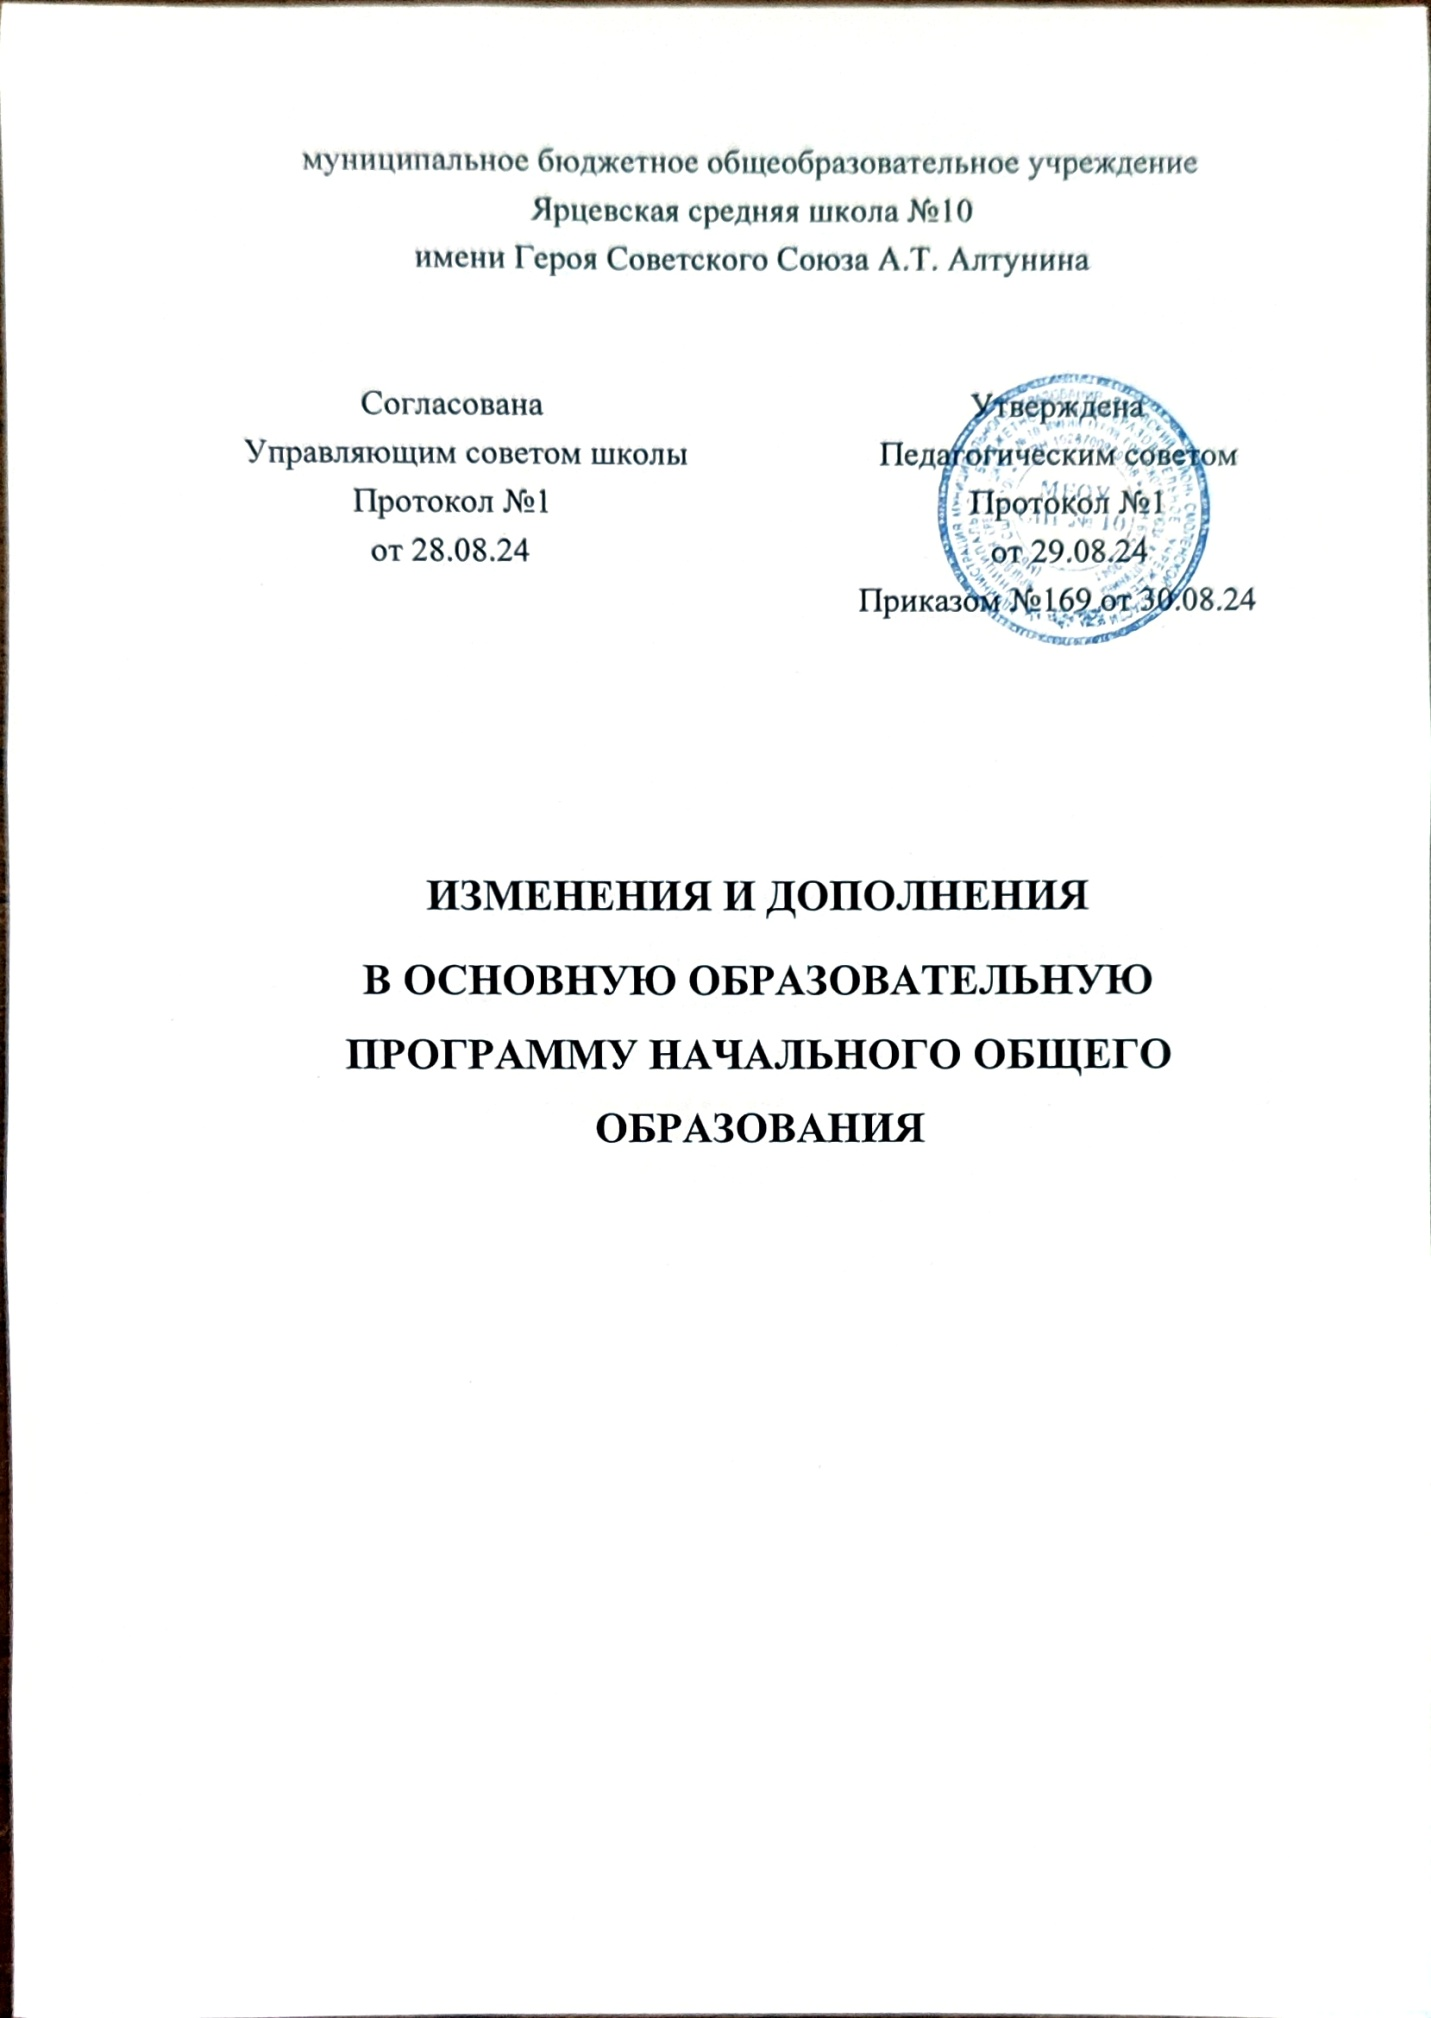 муниципальное бюджетное общеобразовательное учреждение
Ярцевская средняя школа №10
имени Героя Советского Союза А.Т. Алтунина
Согласована
Управляющим советом школы
Протокол №1
от 28.08.24
Утверждена
Педагогическим советом
Протокол №1
от 29.08.24
Приказом №169 от 30.08.24
ИЗМЕНЕНИЯ И ДОПОЛНЕНИЯ
В ОСНОВНУЮ ОБРАЗОВАТЕЛЬНУЮ
ПРОГРАММУ НАЧАЛЬНОГО ОБЩЕГО
ОБРАЗОВАНИЯ